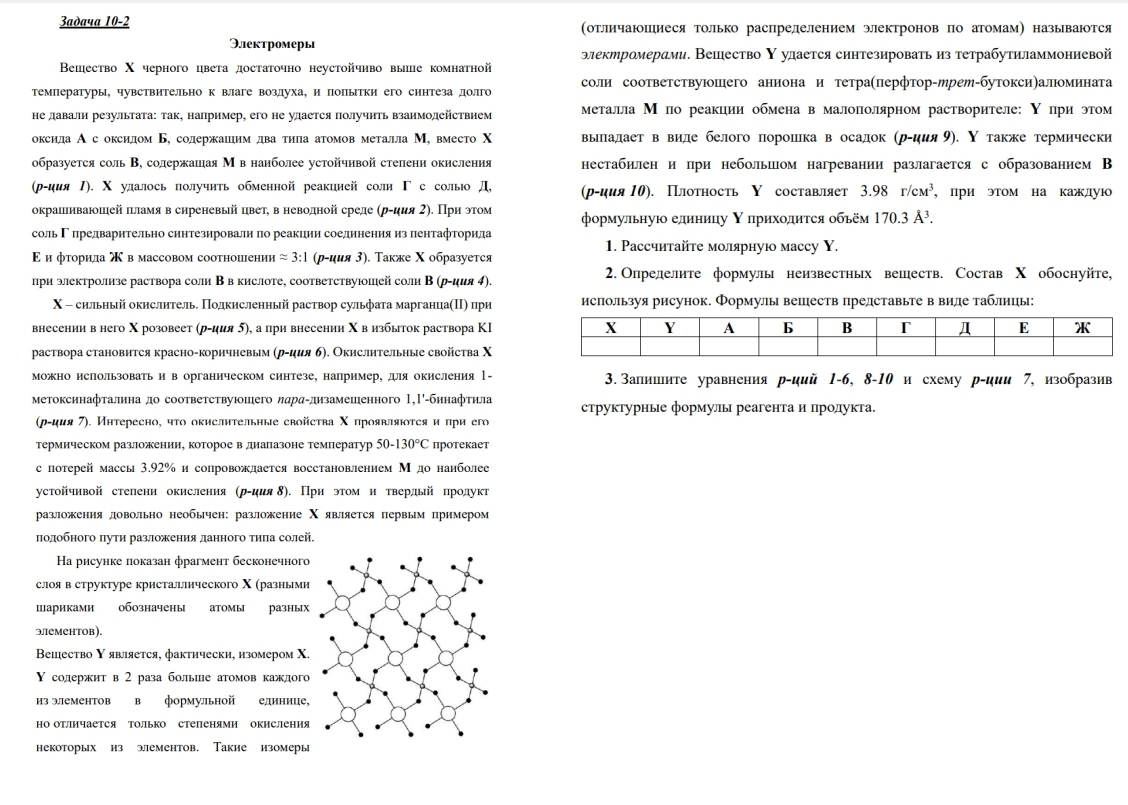 Задача 10-2
Электромеры
Вещество X черного цвета достаточно неустойчиво выше комнатной
температуры, чувствительно к влаге воздуха, и попытки его синтеза долго
не давали результата: так, например, его не удается получить взаимодействием
оксида А с оксидом Б, содержащим два типа атомов металла М, вместо X
образуется соль В, содержащая М в наиболее устойчивой степени окисления
(р-ция 1). X удалось получить обменной реакцией соли Г с солью Д,
окрашивающей пламя в сиреневый цвет, в неводной среде (р-ция 2). При этом
соль Г предварительно синтезировали по реакции соединения из пентафторида
Е и фторида Ж в массовом соотношении ≈ 3:1 (р-ция 3). Также X образуется
при электролизе раствора соли В в кислоте, соответствующей соли В (р-ция 4).
X – сильный окислитель. Подкисленный раствор сульфата марганца(II) при
внесении в него X розовеет (р-ция 5), а при внесении X в избыток раствора KI
раствора становится красно-коричневым (р-ция 6). Окислительные свойства X
можно использовать и в органическом синтезе, например, для окисления 1-
метоксинафталина до соответствующего пара-дизамещенного 1,1'-бинафтила
(р-ция 7). Интересно, что окислительные свойства X проявляются и при его
термическом разложении, которое в диапазоне температур 50-130°С протекает
с потерей массы 3.92% и сопровождается восстановлением М до наиболее
устойчивой степени окисления (р-ция 8). При этом и твердый продукт
разложения довольно необычен: разложение X является первым примером
подобного пути разложения данного типа солей.
На рисунке показан фрагмент бесконечного
слоя в структуре кристаллического X (разными
шариками обозначены атомы разных
элементов).
Вещество Y является, фактически, изомером X.
Y содержит в 2 раза больше атомов каждого
из элементов в формульной единице,
но отличается только степенями окисления
некоторых из элементов. Такие изомеры
(отличающиеся только распределением электронов по атомам) называются
электромерами. Вещество Y удается синтезировать из тетрабутиламмониевой
соли соответствующего аниона и тетра(перфтор-трет-бутокси)алюмината
металла М по реакции обмена в малополярном растворителе: Y при этом
выпадает в виде белого порошка в осадок (р-ция 9). Y также термически
нестабилен и при небольшом нагревании разлагается с образованием В
(р-ция 10). Плотность Y составляет 3.98 г/см³, при этом на каждую
формульную единицу Y приходится объём 170.3 Å³.
1. Рассчитайте молярную массу Y.
2. Определите формулы неизвестных веществ. Состав X обоснуйте,
используя рисунок. Формулы веществ представьте в виде таблицы:
X Y А Б В Г Д Е Ж
3. Запишите уравнения р-ций 1-6, 8-10 и схему р-ции 7, изобразив
структурные формулы реагента и продукта.